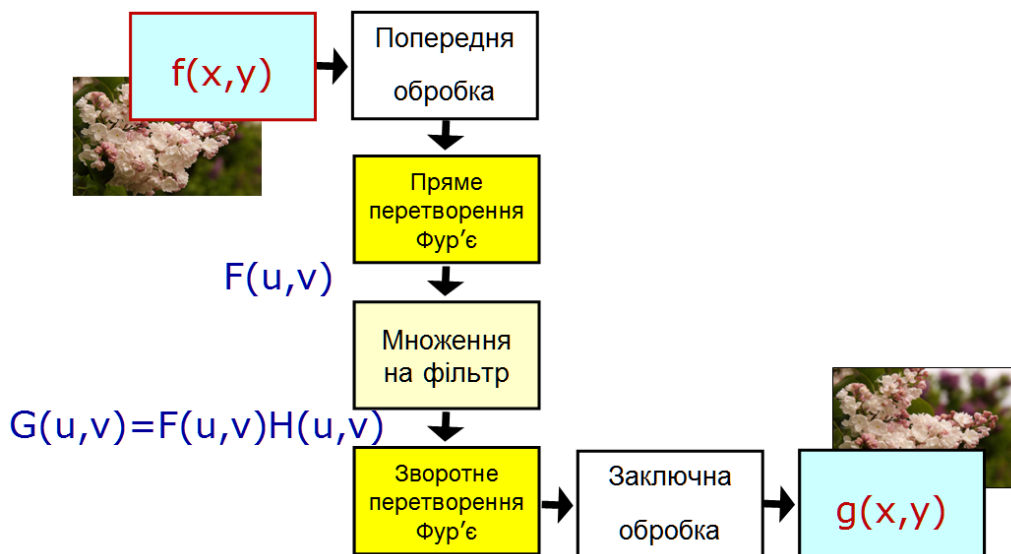 f(x,y)
Попередня
обробка
Пряме
перетворення
Фур′є
F(u,v)
Множення
на фільтр
G(u,v)=F(u,v)H(u,v)
Зворотне
перетворення
Фур′є
Заключна
обробка
g(x,y)